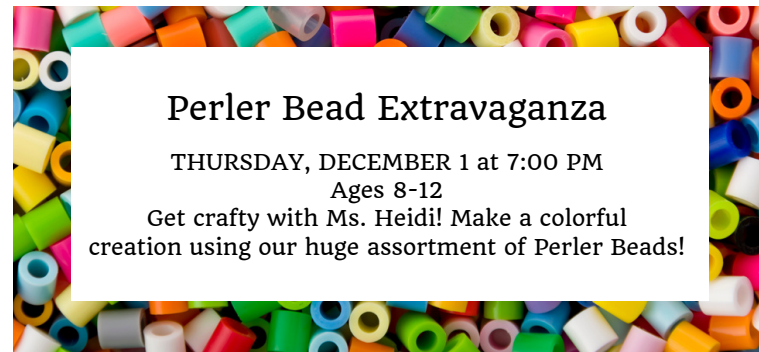 Perler Bead Extravaganza
THURSDAY, DECEMBER 1 at 7:00 PM
Ages 8-12
Get crafty with Ms. Heidi! Make a colorful
creation using our huge assortment of Perler Beads!